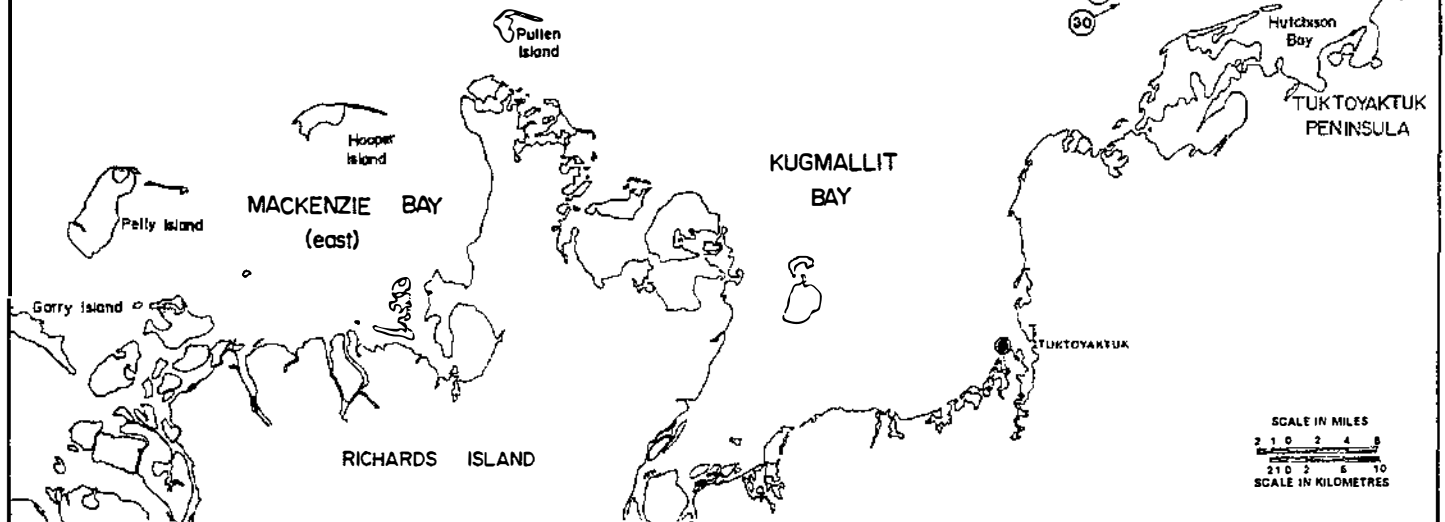 30
Hutchison
Bay
Pullen
Island
TUKTOYAKTUK
PENINSULA
Hooper
Island
KUGMALLIT
BAY
MACKENZIE BAY
(east)
Pelly Island
Garry Island
TUKTOYAKTUK
RICHARDS ISLAND
SCALE IN MILES
2 1 0 2 4 6
2 1 0 2 6 10
SCALE IN KILOMETRES